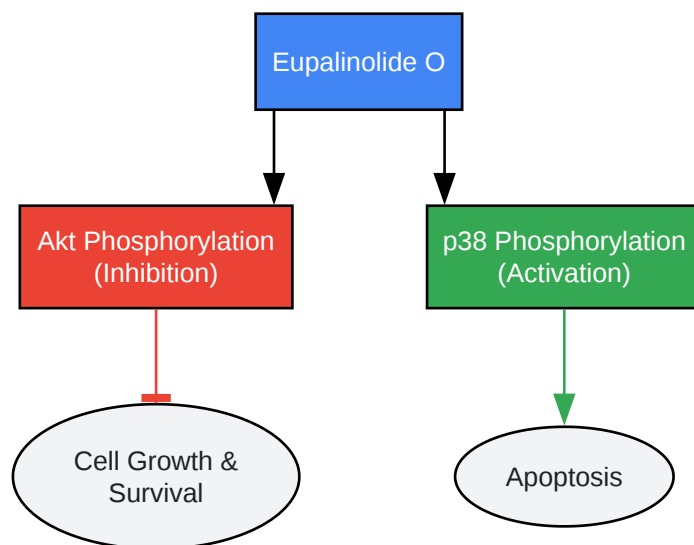 Eupalinolide O
Akt Phosphorylation
(Inhibition)
p38 Phosphorylation
(Activation)
Cell Growth &
Survival
Apoptosis